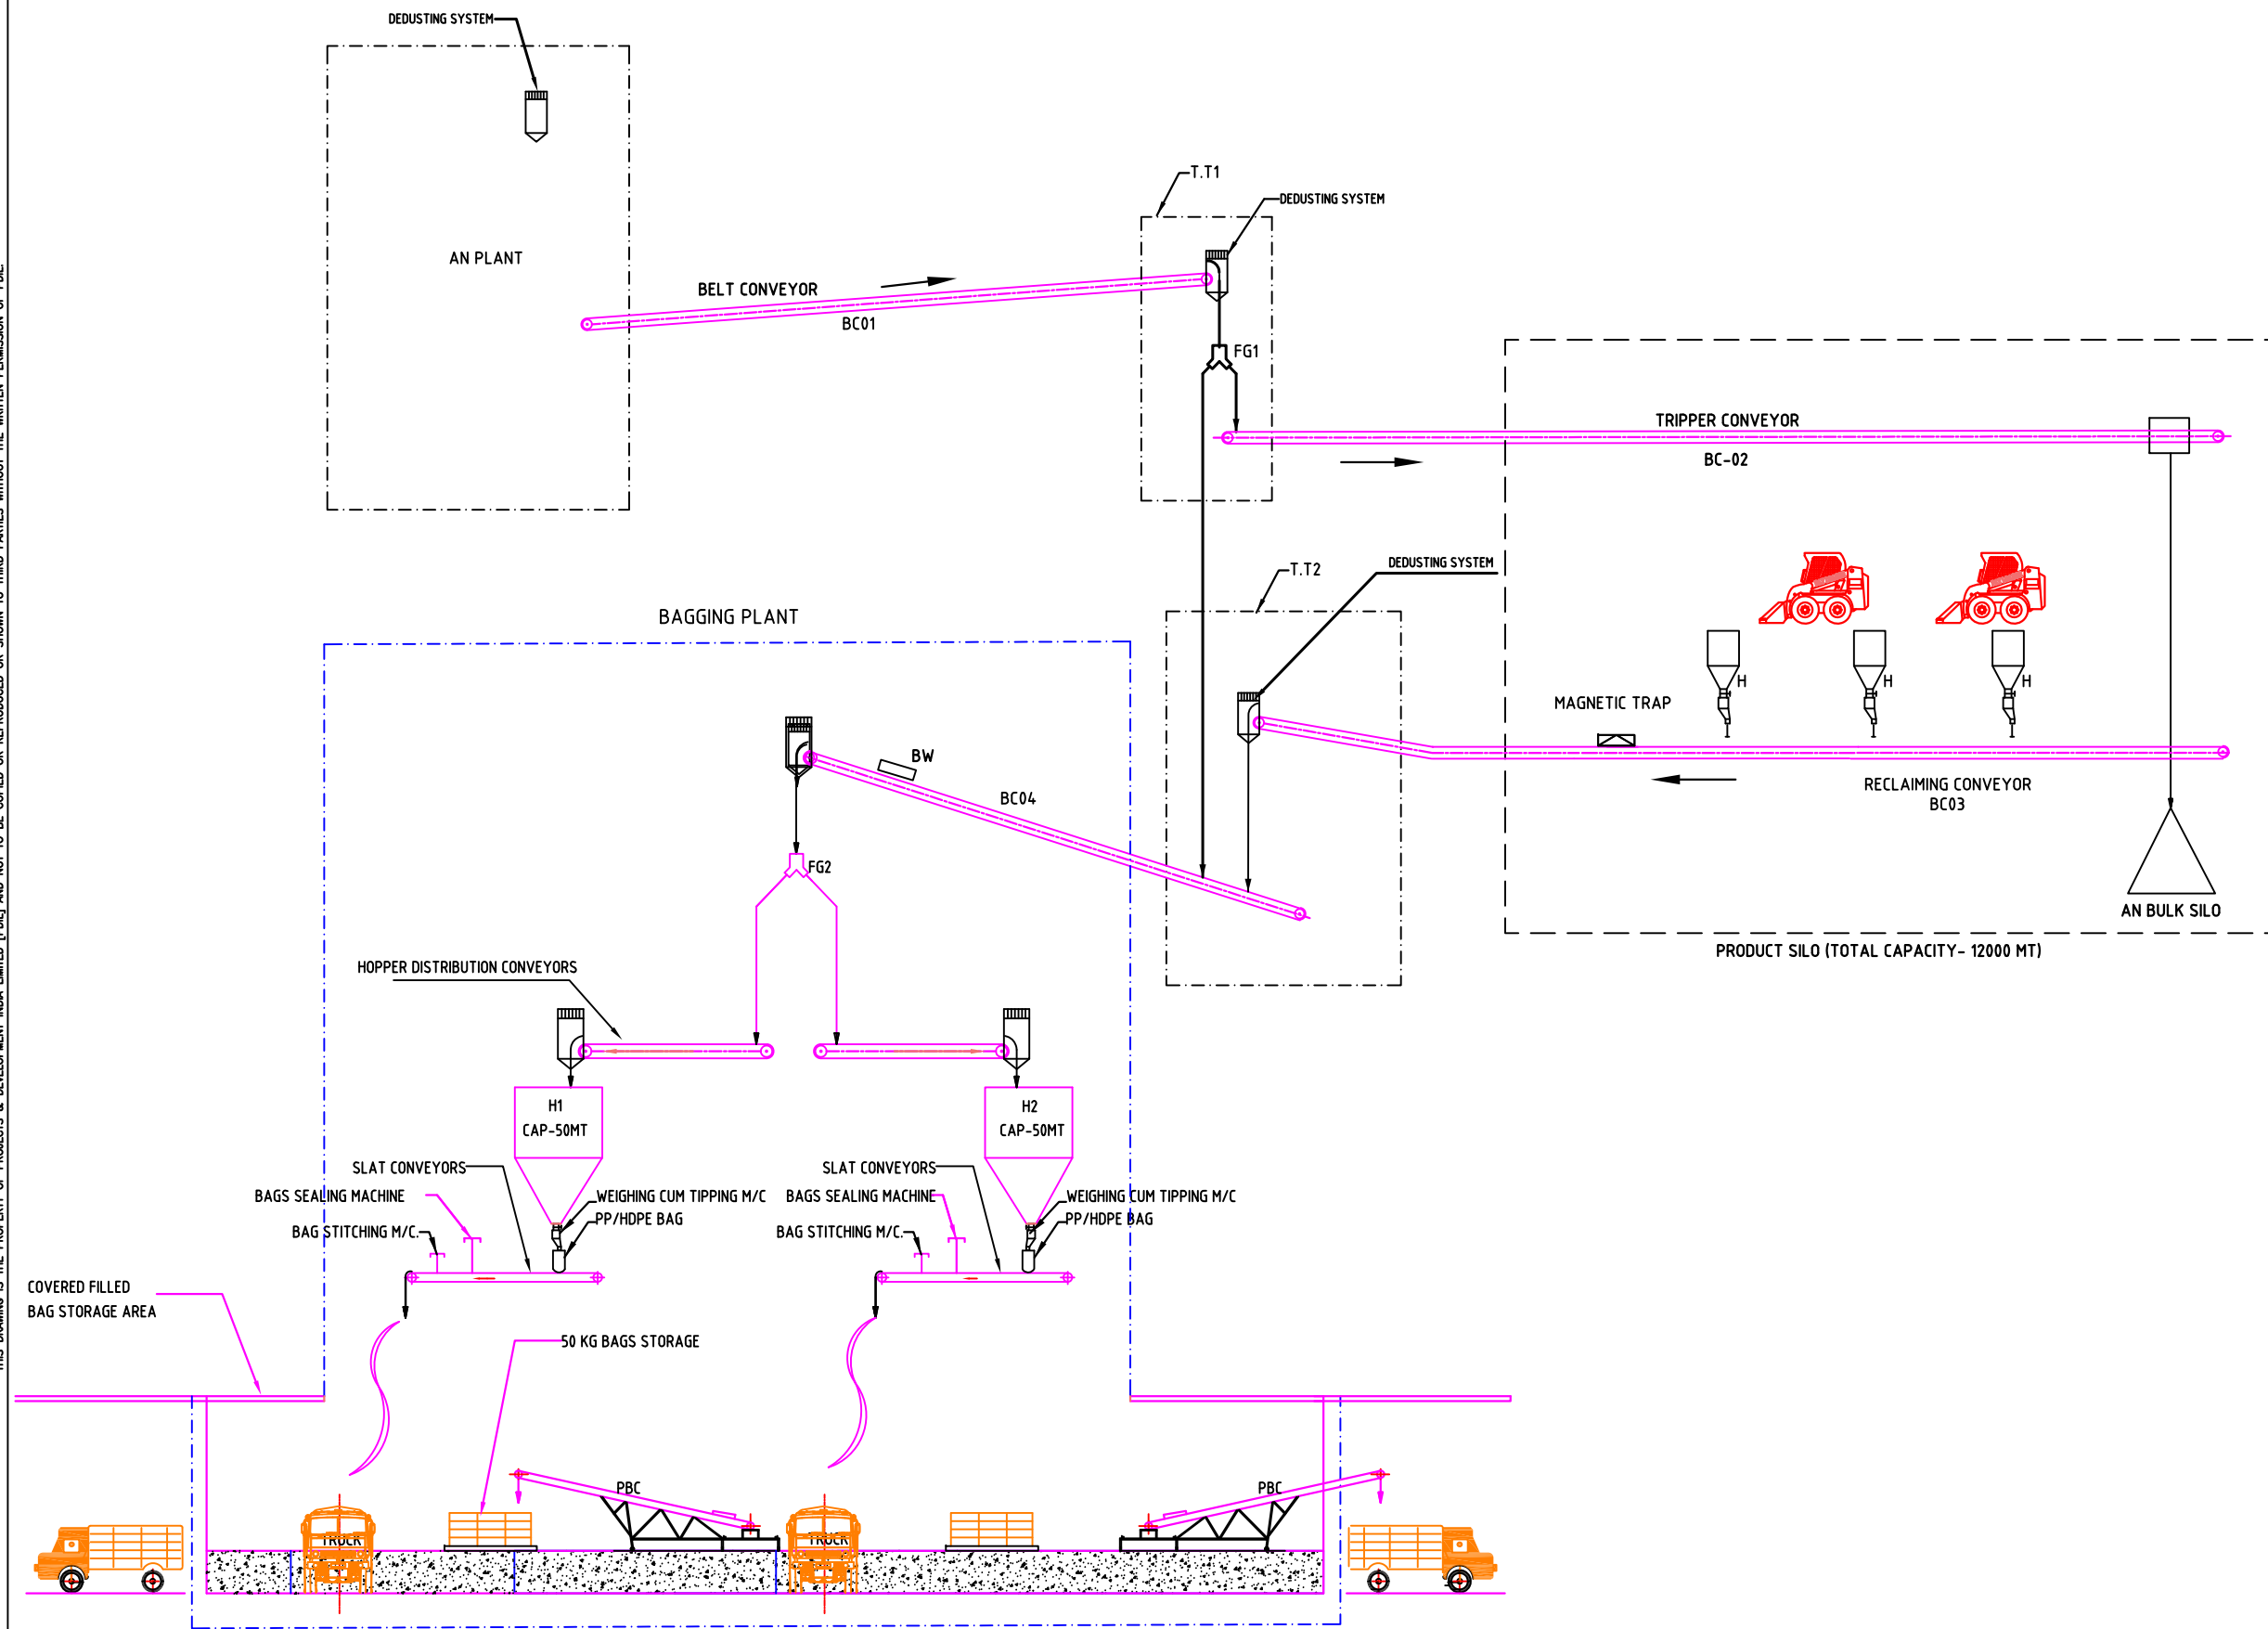 DEDUSTING SYSTEM
T.T1
DEDUSTING SYSTEM
AN PLANT
BELT CONVEYOR
BC01
FG1
TRIPPER CONVEYOR
BC-02
DEDUSTING SYSTEM
T.T2
BAGGING PLANT
H
H
H
MAGNETIC TRAP
BW
RECLAIMING CONVEYOR
BC03
BC04
FG2
AN BULK SILO
PRODUCT SILO (TOTAL CAPACITY- 12000 MT)
HOPPER DISTRIBUTION CONVEYORS
H1
CAP-50MT
H2
CAP-50MT
SLAT CONVEYORS
SLAT CONVEYORS
BAGS SEALING MACHINE
WEIGHING CUM TIPPING M/C
BAGS SEALING MACHINE
WEIGHING CUM TIPPING M/C
PP/HDPE BAG
PP/HDPE BAG
BAG STITCHING M/C.
BAG STITCHING M/C.
COVERED FILLED
BAG STORAGE AREA
50 KG BAGS STORAGE
PBC
PBC
TRUCK
TRUCK